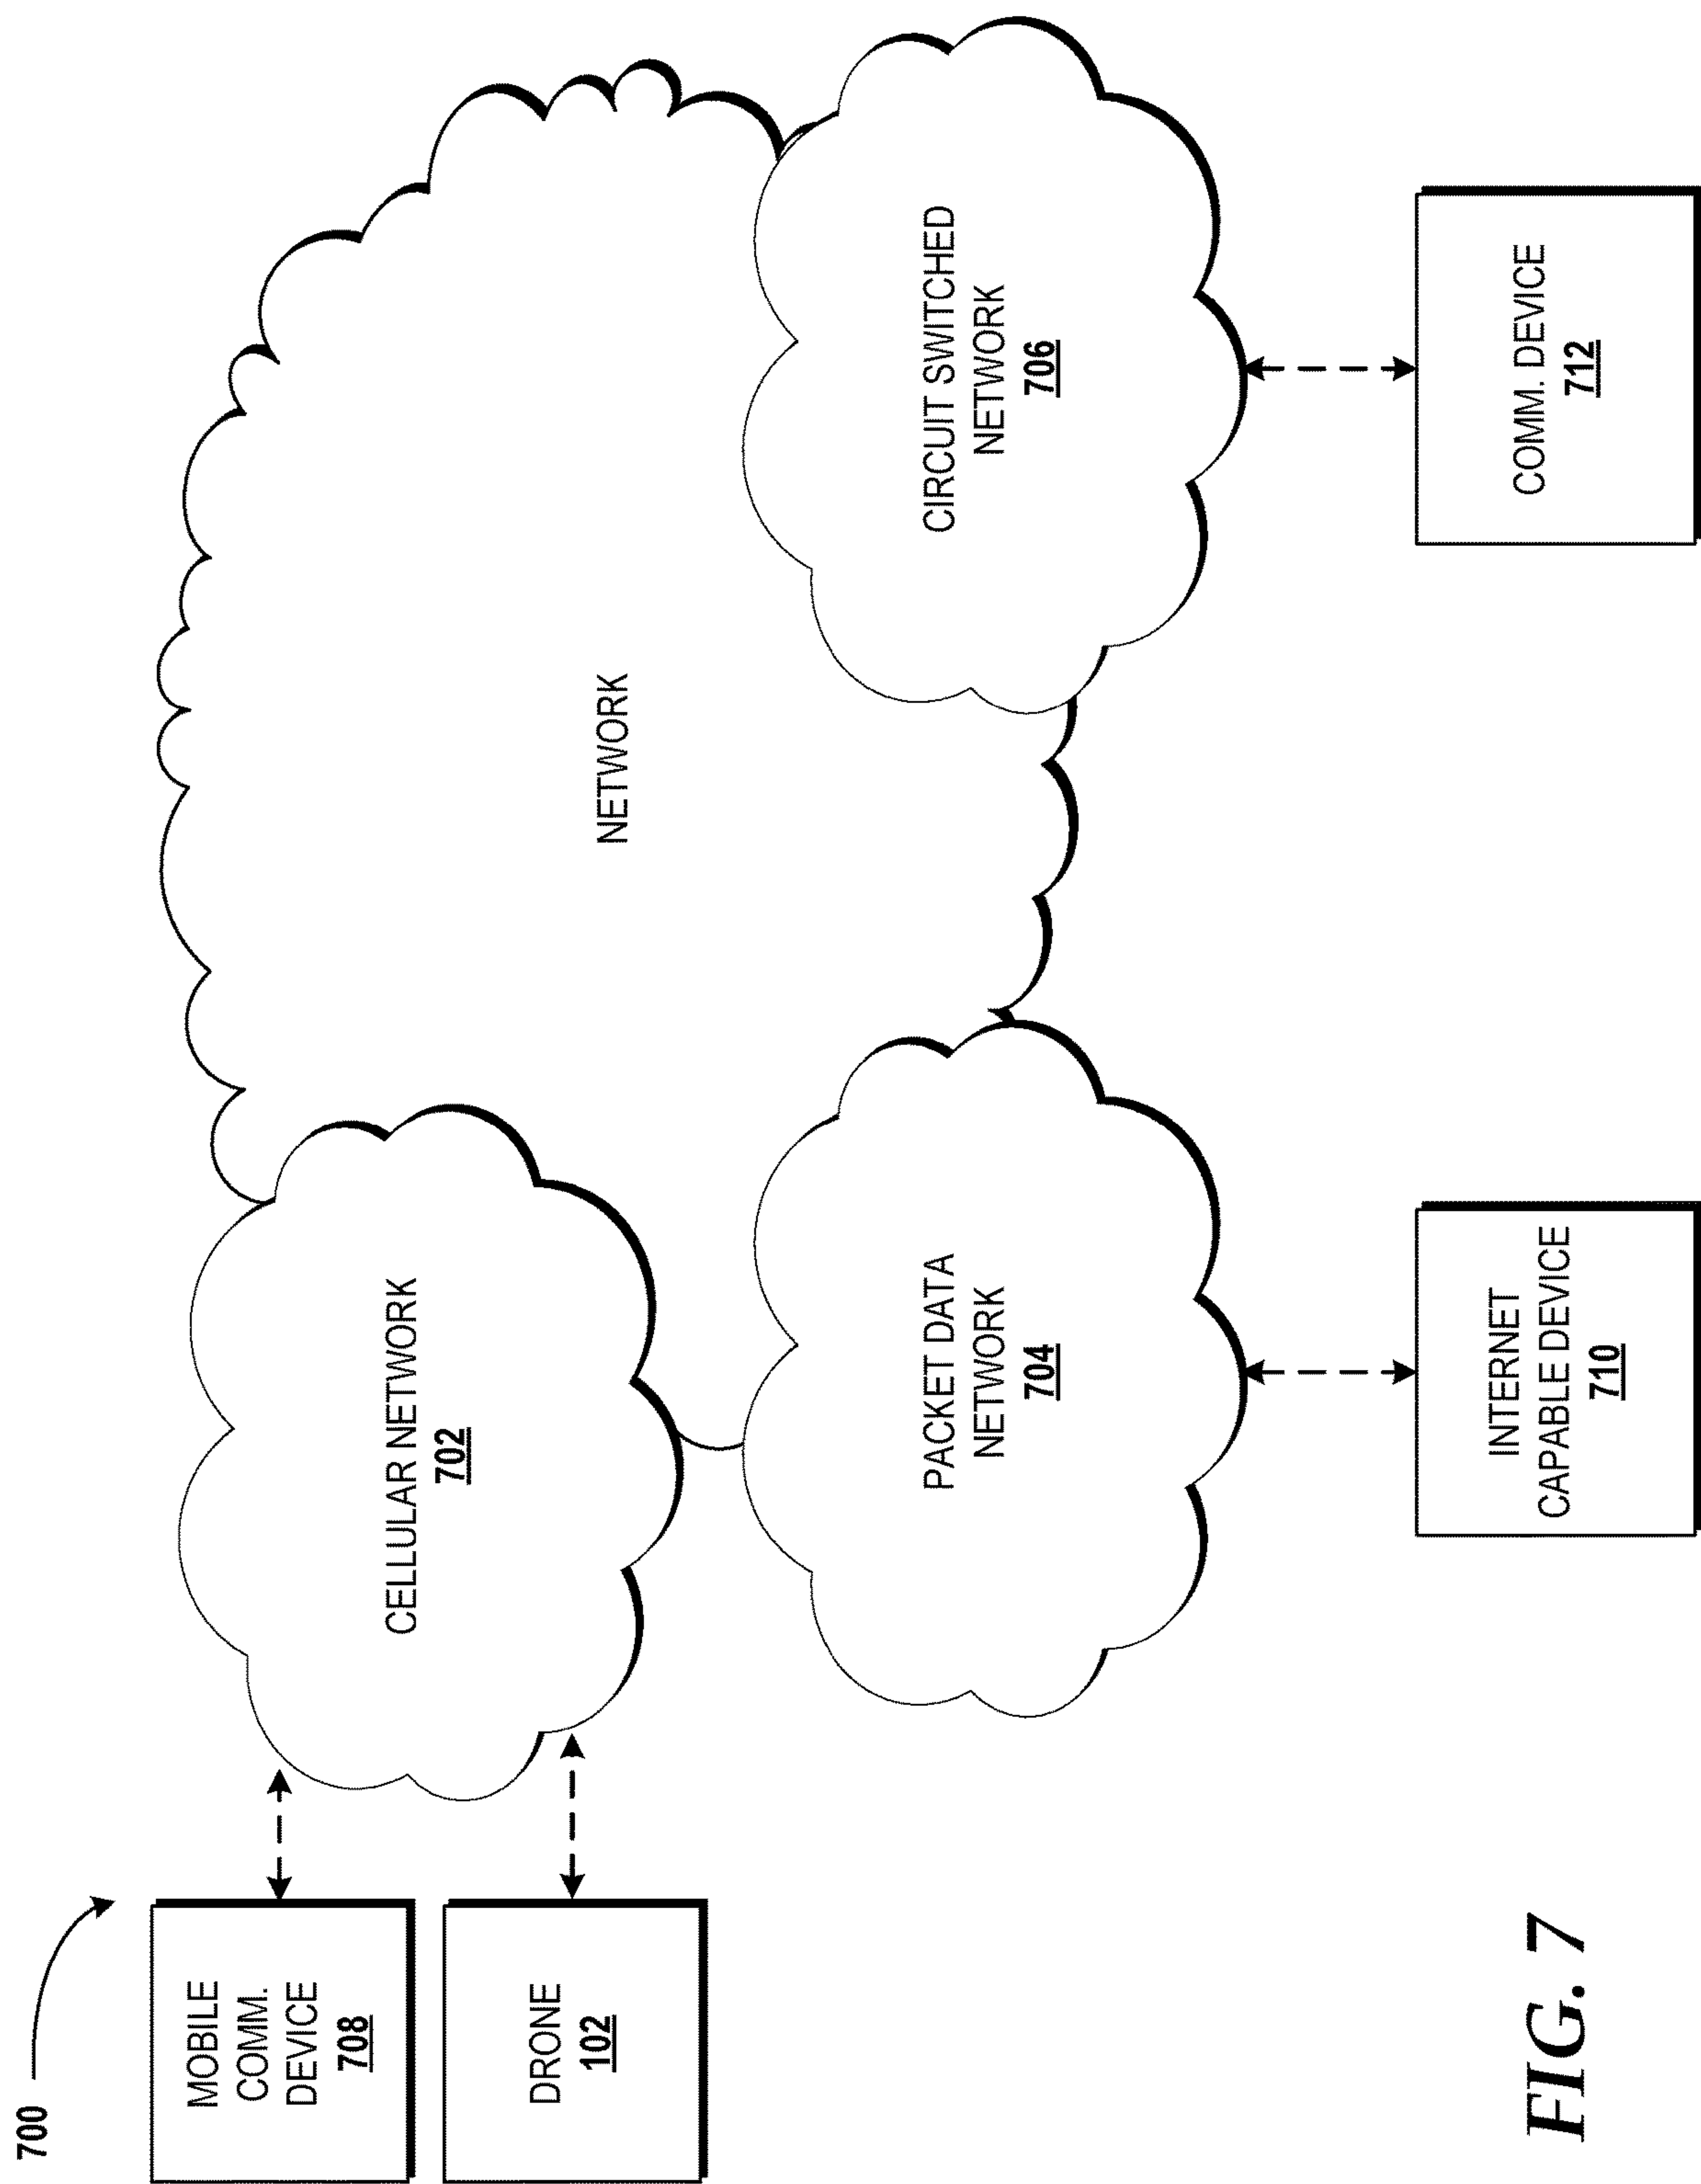 700
MOBILE
COMM.
DEVICE
708
DRONE
102
CELLULAR NETWORK
702
NETWORK
PACKET DATA
NETWORK
704
CIRCUIT SWITCHED
NETWORK
706
INTERNET
CAPABLE DEVICE
710
COMM. DEVICE
712
FIG. 7